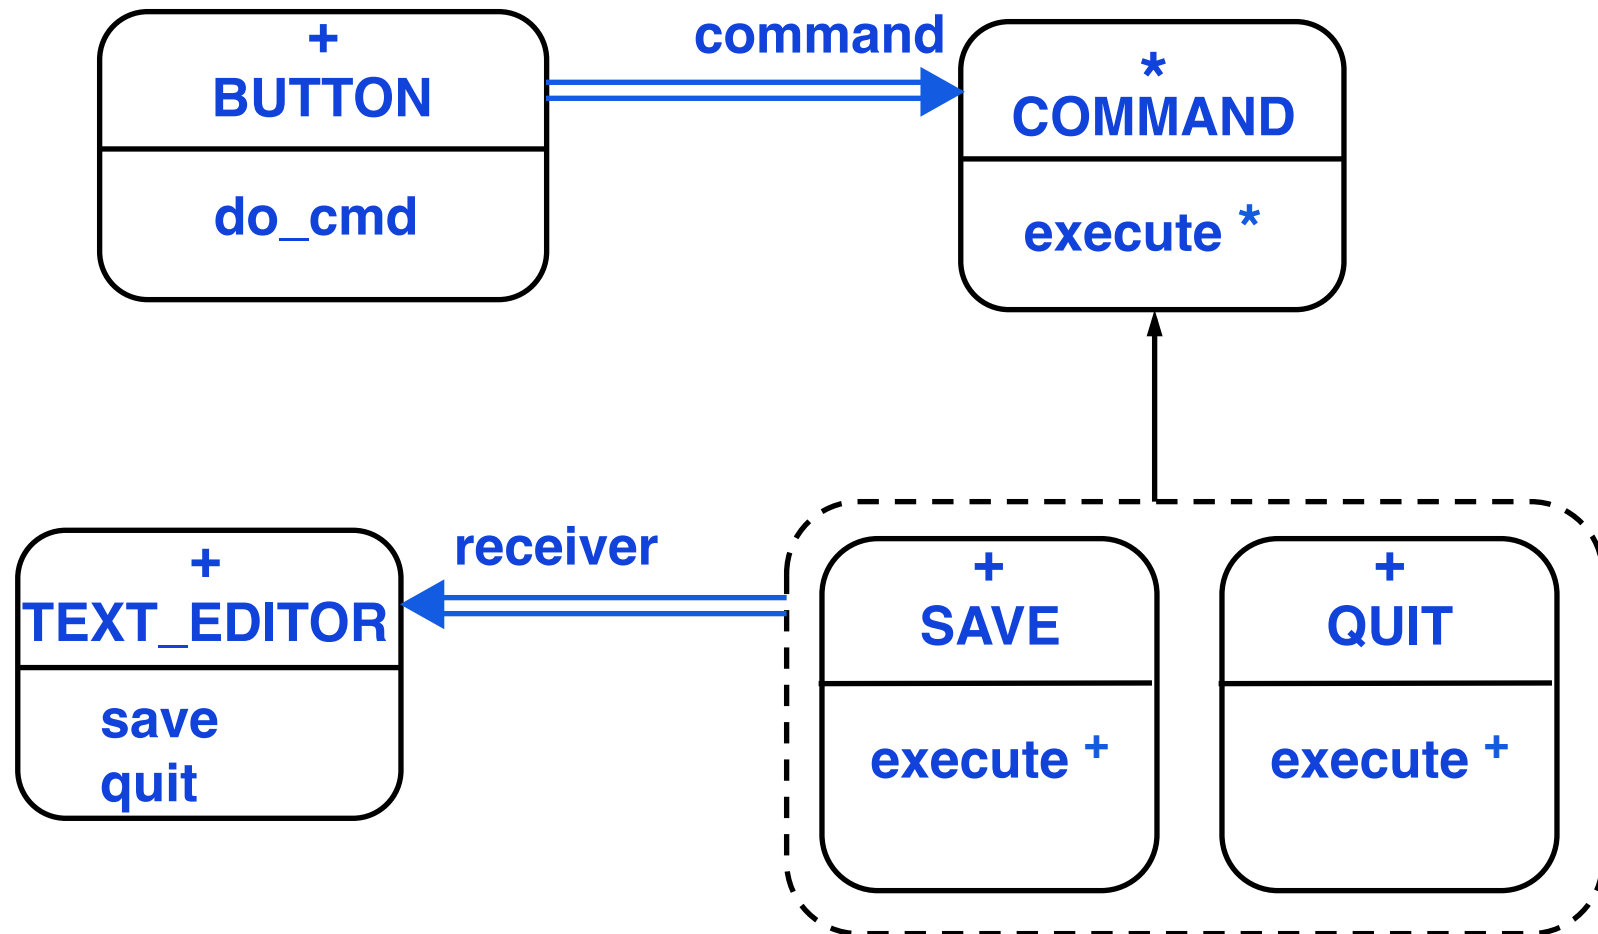 +
BUTTON
do_cmd
command
*
COMMAND
execute *
+
TEXT_EDITOR
save
quit
receiver
+
SAVE
execute +
+
QUIT
execute +